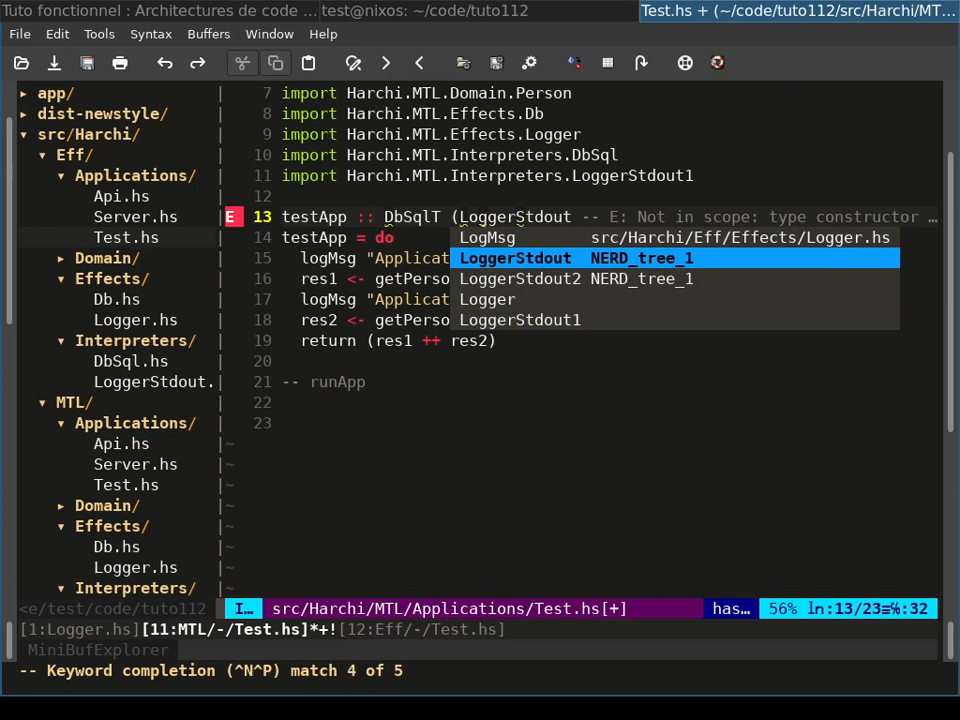 Tuto fonctionnel : Architectures de code ... test@nixos: ~/code/tuto112 Test.hs + (~/code/tuto112/src/Harchi/MT...
File Edit Tools Syntax Buffers Window Help
▸ app/
▸ dist-newstyle/
▾ src/Harchi/
▾ Eff/
▾ Applications/
Api.hs
Server.hs
Test.hs
▸ Domain/
▾ Effects/
Db.hs
Logger.hs
▾ Interpreters/
DbSql.hs
LoggerStdout.
▾ MTL/
▾ Applications/
Api.hs
Server.hs
Test.hs
▸ Domain/
▾ Effects/
Db.hs
Logger.hs
▾ Interpreters/
<e/test/code/tuto112
7 import Harchi.MTL.Domain.Person
8 import Harchi.MTL.Effects.Db
9 import Harchi.MTL.Effects.Logger
10 import Harchi.MTL.Interpreters.DbSql
11 import Harchi.MTL.Interpreters.LoggerStdout1
12
E 13 testApp :: DbSqlT (LoggerStdout -- E: Not in scope: type constructor …
14 testApp = do
15 logMsg "Applicat
16 res1 <- getPerso
17 logMsg "Applicat
18 res2 <- getPerso
19 return (res1 ++ res2)
20
21 -- runApp
22
23
~
~
~
~
~
~
~
~
LogMsg src/Harchi/Eff/Effects/Logger.hs
LoggerStdout NERD_tree_1
LoggerStdout2 NERD_tree_1
Logger
LoggerStdout1
I… src/Harchi/MTL/Applications/Test.hs[+] has… 56% ln:13/23≡℅:32
[1:Logger.hs][11:MTL/-/Test.hs]*+![12:Eff/-/Test.hs]
MiniBufExplorer
-- Keyword completion (^N^P) match 4 of 5